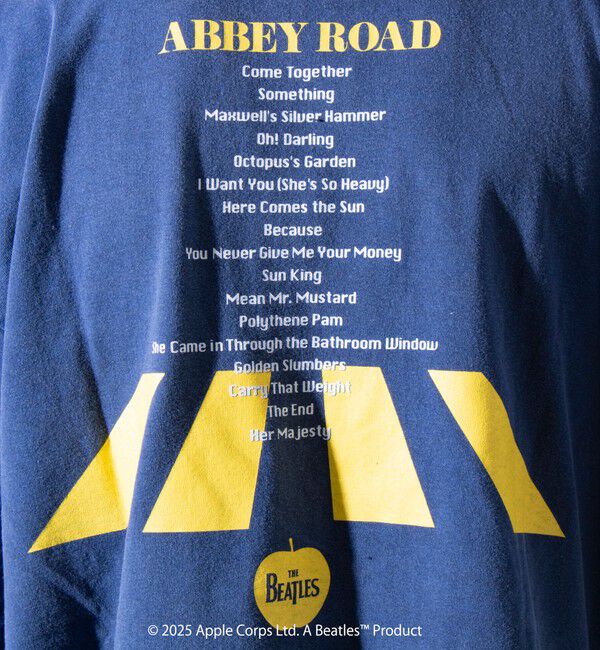 ABBEY ROAD
Come Together
Something
Maxwell's Silver Hammer
Oh! Darling
Octopus's Garden
I Want You (She's So Heavy)
Here Comes the Sun
Because
You Never Give Me Your Money
Sun King
Mean Mr. Mustard
Polythene Pam
She Came in Through the Bathroom Window
Golden Slumbers
Carry That Weight
The End
Her Majesty
THE
BEATLES
© 2025 Apple Corps Ltd. A Beatles™ Product